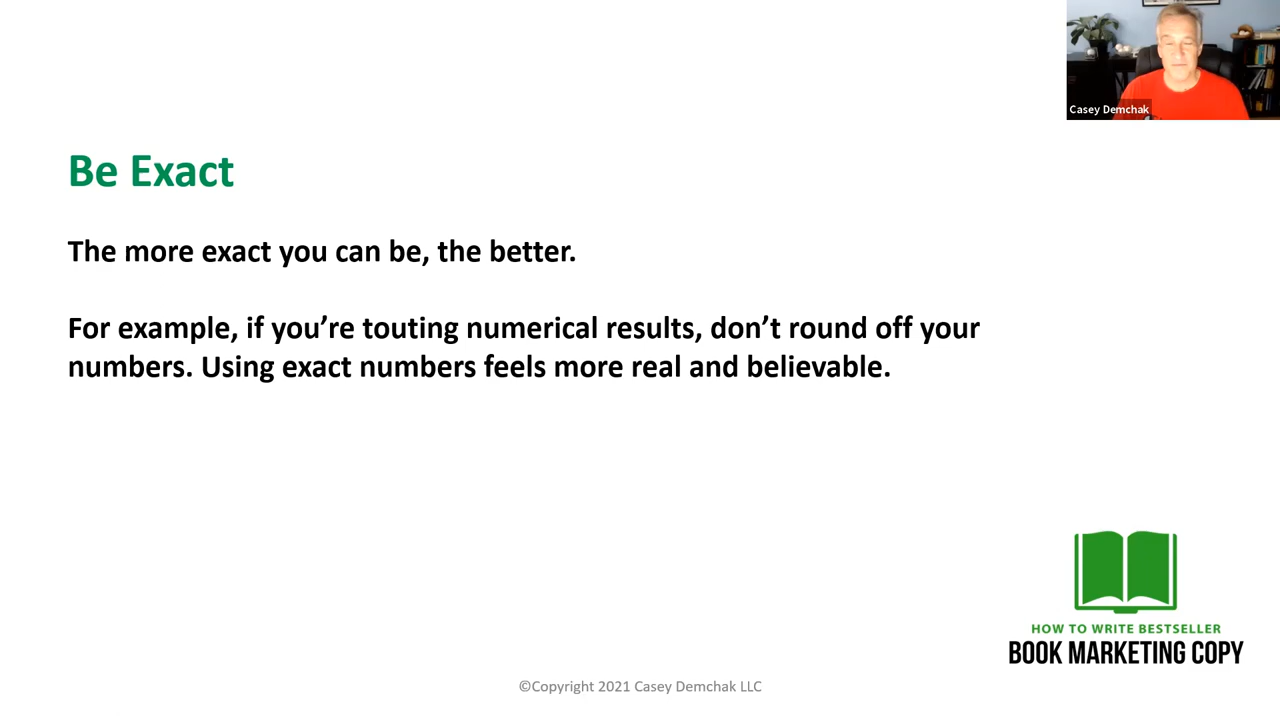 Casey Demchak
Be Exact
The more exact you can be, the better.
For example, if you’re touting numerical results, don’t round off your
numbers. Using exact numbers feels more real and believable.
HOW TO WRITE BESTSELLER
BOOK MARKETING COPY
©Copyright 2021 Casey Demchak LLC